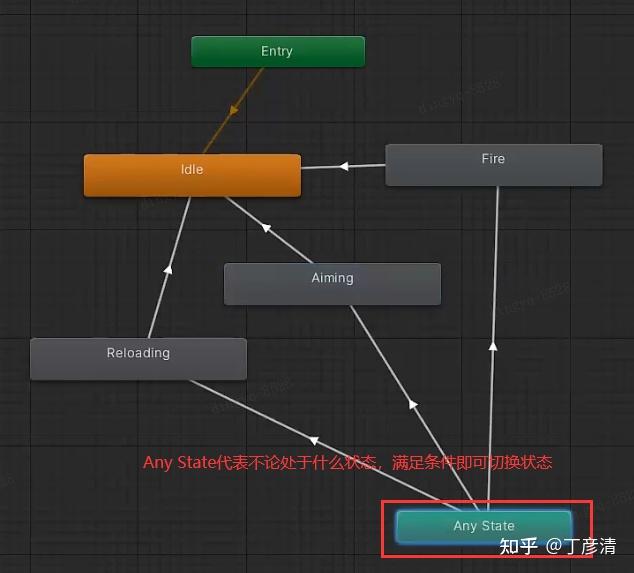 Entry
Idle
Fire
Aiming
Reloading
Any State代表不论处于什么状态，满足条件即可切换状态
Any State
知乎 @丁彦清